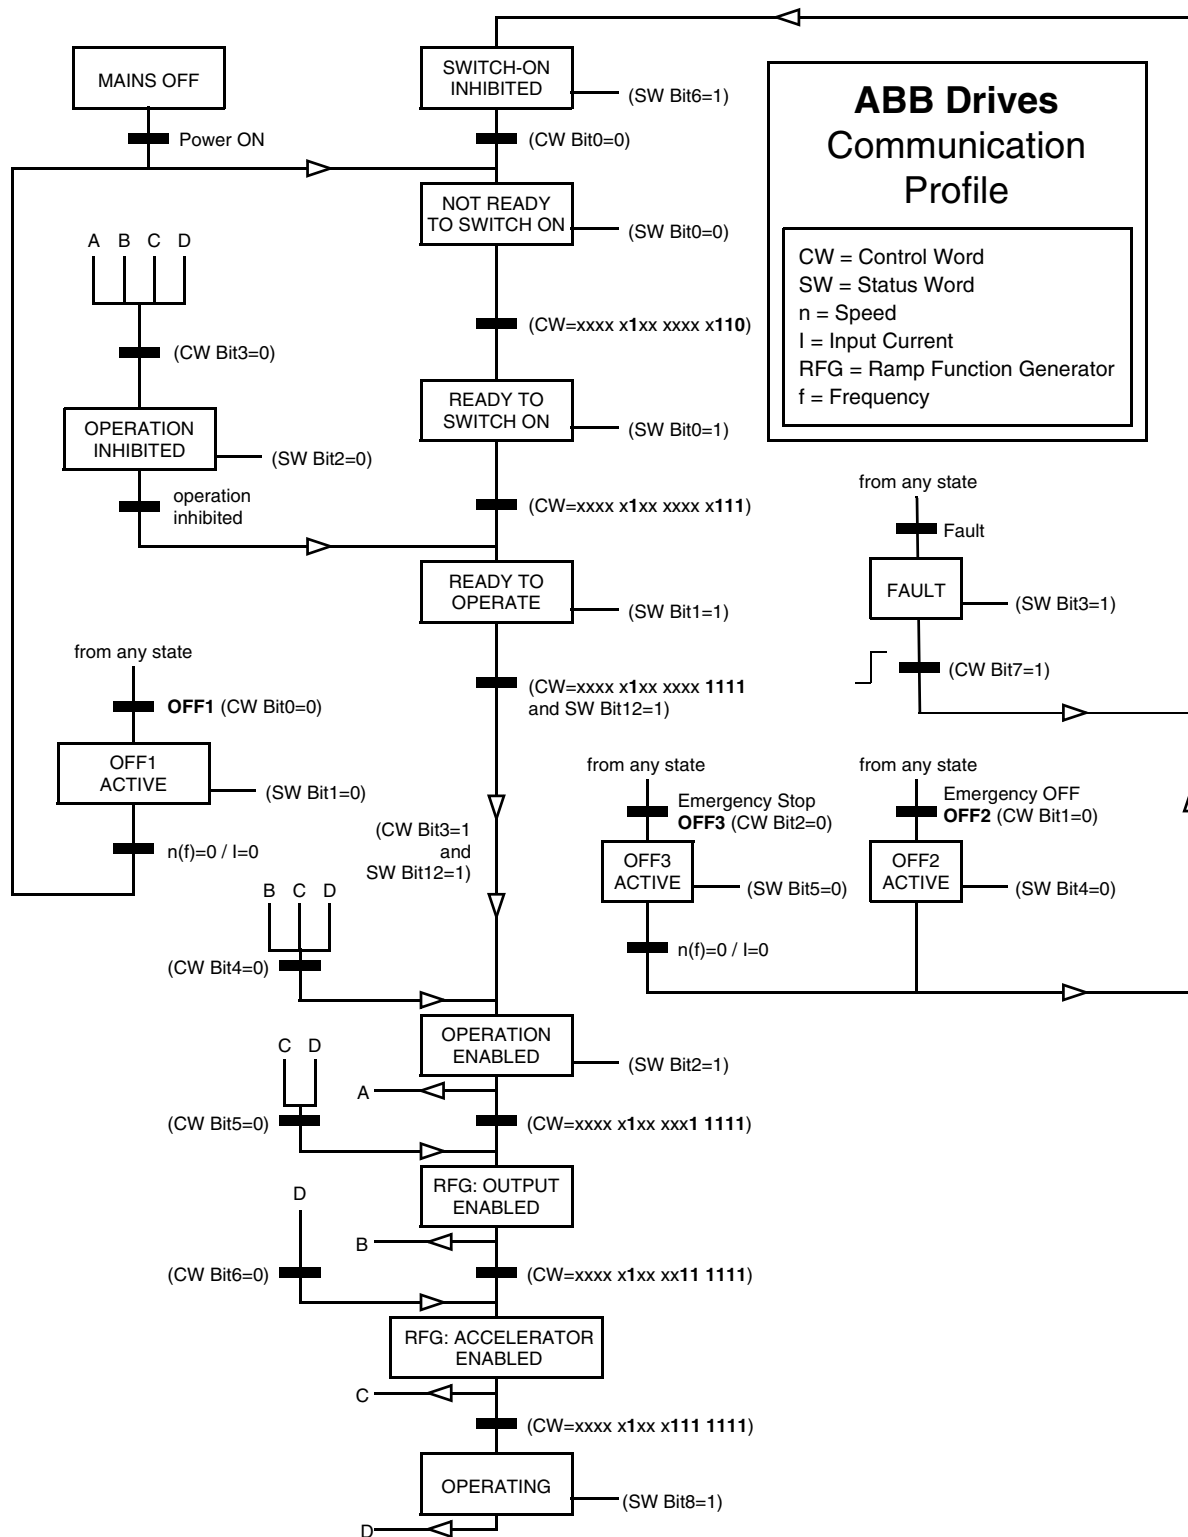 MAINS OFF
Power ON
SWITCH-ON
INHIBITED
(SW Bit6=1)
(CW Bit0=0)
ABB Drives
Communication
Profile
CW = Control Word
SW = Status Word
n = Speed
I = Input Current
RFG = Ramp Function Generator
f = Frequency
NOT READY
TO SWITCH ON
(SW Bit0=0)
A B C D
(CW Bit3=0)
(CW=xxxx x1xx xxxx x110)
OPERATION
INHIBITED
(SW Bit2=0)
READY TO
SWITCH ON
(SW Bit0=1)
operation
inhibited
(CW=xxxx x1xx xxxx x111)
from any state
Fault
FAULT
(SW Bit3=1)
(CW Bit7=1)
READY TO
OPERATE
(SW Bit1=1)
from any state
OFF1 (CW Bit0=0)
(CW=xxxx x1xx xxxx 1111
and SW Bit12=1)
OFF1
ACTIVE
(SW Bit1=0)
n(f)=0 / I=0
(CW Bit3=1
and
SW Bit12=1)
from any state
Emergency Stop
OFF3 (CW Bit2=0)
OFF3
ACTIVE
(SW Bit5=0)
n(f)=0 / I=0
from any state
Emergency OFF
OFF2 (CW Bit1=0)
OFF2
ACTIVE
(SW Bit4=0)
B C D
(CW Bit4=0)
OPERATION
ENABLED
(SW Bit2=1)
A
C D
(CW Bit5=0)
(CW=xxxx x1xx xxx1 1111)
RFG: OUTPUT
ENABLED
B
D
(CW Bit6=0)
(CW=xxxx x1xx xx11 1111)
RFG: ACCELERATOR
ENABLED
C
(CW=xxxx x1xx x111 1111)
OPERATING
(SW Bit8=1)
D